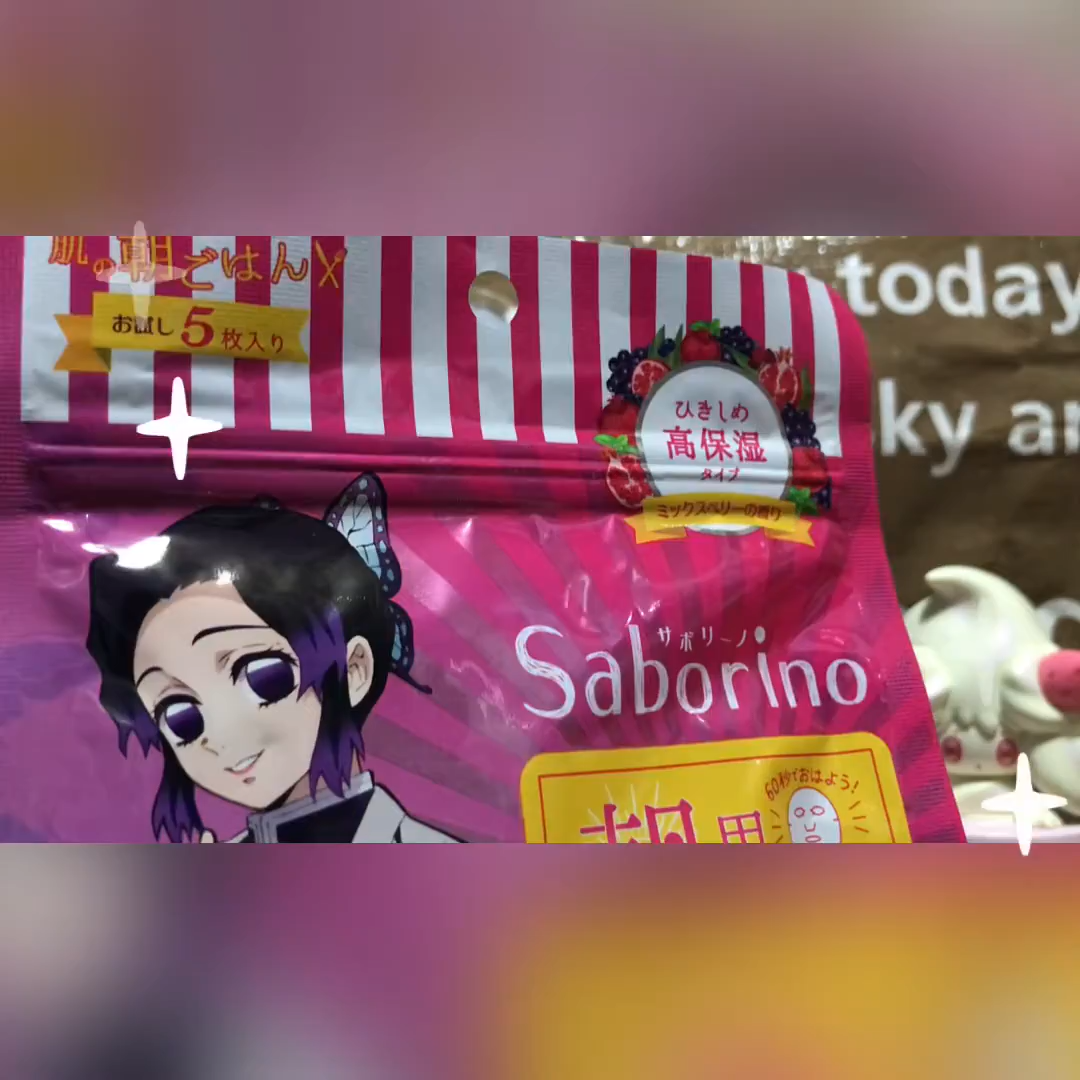 肌の朝ごはん
お試し5枚入り
today
ky ar
ひきしめ
高保湿
タイプ
ミックスベリーの香り
サボリーノ
Saborino
60秒でおはよう!
朝用